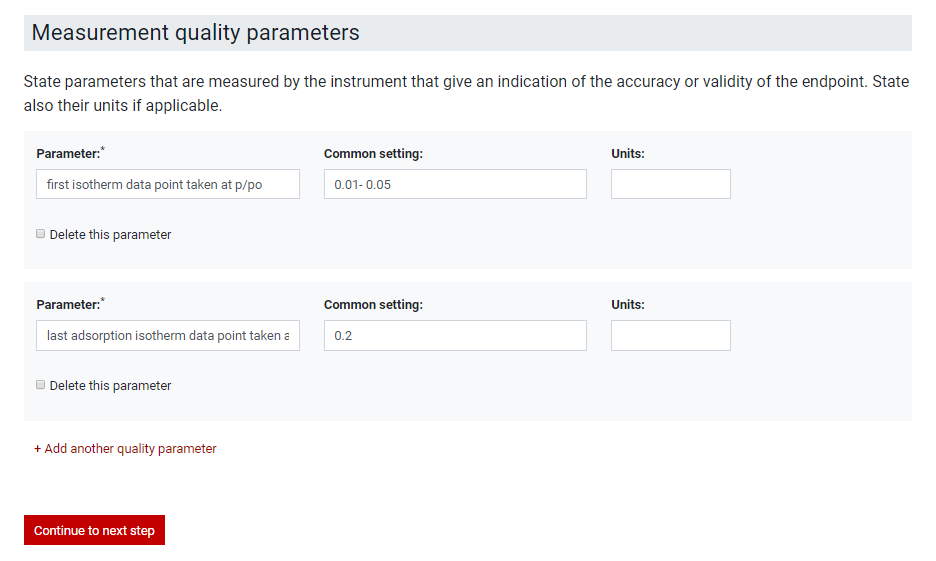 Measurement quality parameters
State parameters that are measured by the instrument that give an indication of the accuracy or validity of the endpoint. State
also their units if applicable.
Parameter:* Common setting: Units:
first isotherm data point taken at p/po 0.01- 0.05
Delete this parameter
Parameter:* Common setting: Units:
last adsorption isotherm data point taken a 0.2
Delete this parameter
+ Add another quality parameter
Continue to next step